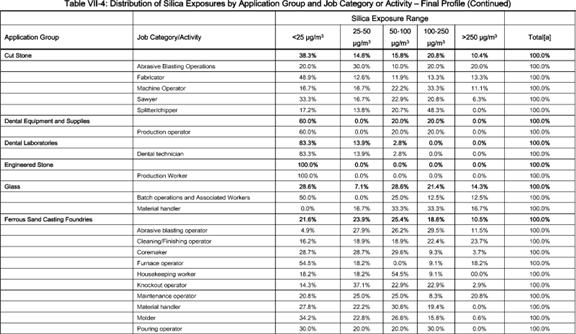 Table VII-4: Distribution of Silica Exposures by Application Group and Job Category or Activity – Final Profile (Continued)
Silica Exposure Range
Application Group Job Category/Activity <25 µg/m³ 25-50 µg/m³ 50-100 µg/m³ 100-250 µg/m³ >250 µg/m³ Total[a]
Cut Stone 38.3% 14.6% 15.8% 20.8% 10.4% 100.0%
Abrasive Blasting Operations 20.0% 30.0% 10.0% 20.0% 20.0% 100.0%
Fabricator 48.9% 12.6% 11.9% 13.3% 13.3% 100.0%
Machine Operator 16.7% 16.7% 22.2% 33.3% 11.1% 100.0%
Sawyer 33.3% 16.7% 22.9% 20.8% 6.3% 100.0%
Splitter/chipper 17.2% 13.8% 20.7% 48.3% 0.0% 100.0%
Dental Equipment and Supplies 60.0% 0.0% 20.0% 20.0% 0.0% 100.0%
Production operator 60.0% 0.0% 20.0% 20.0% 0.0% 100.0%
Dental Laboratories 83.3% 13.9% 2.8% 0.0% 0.0% 100.0%
Dental technician 83.3% 13.9% 2.8% 0.0% 0.0% 100.0%
Engineered Stone 100.0% 0.0% 0.0% 0.0% 0.0% 100.0%
Production Worker 100.0% 0.0% 0.0% 0.0% 0.0% 100.0%
Glass 28.6% 7.1% 28.6% 21.4% 14.3% 100.0%
Batch operations and Associated Workers 50.0% 0.0% 25.0% 12.5% 12.5% 100.0%
Material handler 0.0% 16.7% 33.3% 33.3% 16.7% 100.0%
Ferrous Sand Casting Foundries 21.6% 23.9% 25.4% 18.6% 10.5% 100.0%
Abrasive blasting operator 4.9% 27.9% 26.2% 29.5% 11.5% 100.0%
Cleaning/Finishing operator 16.2% 18.9% 18.9% 22.4% 23.7% 100.0%
Coremaker 28.7% 28.7% 29.6% 9.3% 3.7% 100.0%
Furnace operator 54.5% 18.2% 0.0% 9.1% 18.2% 100.0%
Housekeeping worker 18.2% 18.2% 54.5% 9.1% 00.0% 100.0%
Knockout operator 14.3% 37.1% 22.9% 22.9% 2.9% 100.0%
Maintenance operator 20.8% 25.0% 25.0% 8.3% 20.8% 100.0%
Material handler 27.8% 22.2% 30.6% 19.4% 0.0% 100.0%
Molder 34.2% 22.8% 26.6% 15.8% 0.6% 100.0%
Pouring operator 30.0% 20.0% 20.0% 30.0% 0.0% 100.0%